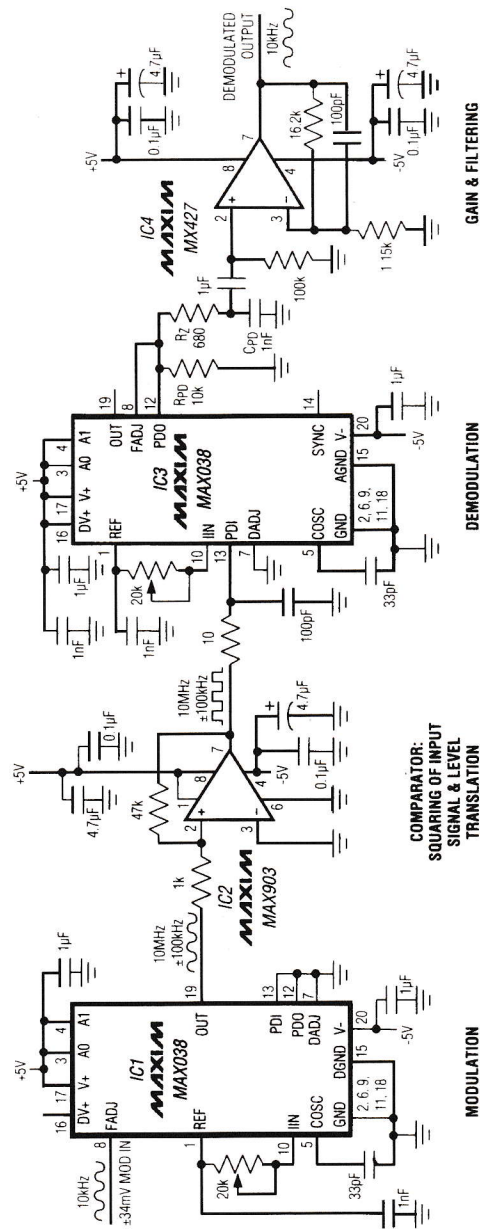 +5V
1µF
16
17
3
4
DV+
V+
A0
A1
10kHz
8
FADJ
±34mV MOD IN
IC1
MAXIM
MAX038
REF
1
20k
IIN
10
COSC
5
GND
2, 6, 9,
11, 18
DGND
15
V-
20
-5V
1µF
33pF
1nF
OUT
19
PDI
13
PDO
12
DADJ
7
MODULATION
10MHz
±100kHz
1k
IC2
MAXIM
MAX903
47k
4.7µF
+5V
0.1µF
2
+
3
-
1
8
7
6
4
-5V
0.1µF
4.7µF
+
10MHz
±100kHz
10
100pF
COMPARATOR:
SQUARING OF INPUT
SIGNAL & LEVEL
TRANSLATION
+5V
1nF
1µF
16
17
3
4
DV+
V+
A0
A1
1nF
1
REF
20k
10
IIN
13
PDI
7
DADJ
5
COSC
33pF
IC3
MAXIM
MAX038
OUT
19
FADJ
8
PDO
12
SYNC
14
GND
2, 6, 9,
11, 18
AGND
15
V-
20
-5V
1µF
DEMODULATION
RPD
10k
RZ
680
CPD
1nF
1µF
100k
IC4
MAXIM
MX427
2
+
3
-
8
7
4
+5V
0.1µF
+
4.7µF
DEMODULATED
OUTPUT
10kHz
16.2k
100pF
1 15k
-5V
0.1µF
+
4.7µF
GAIN & FILTERING